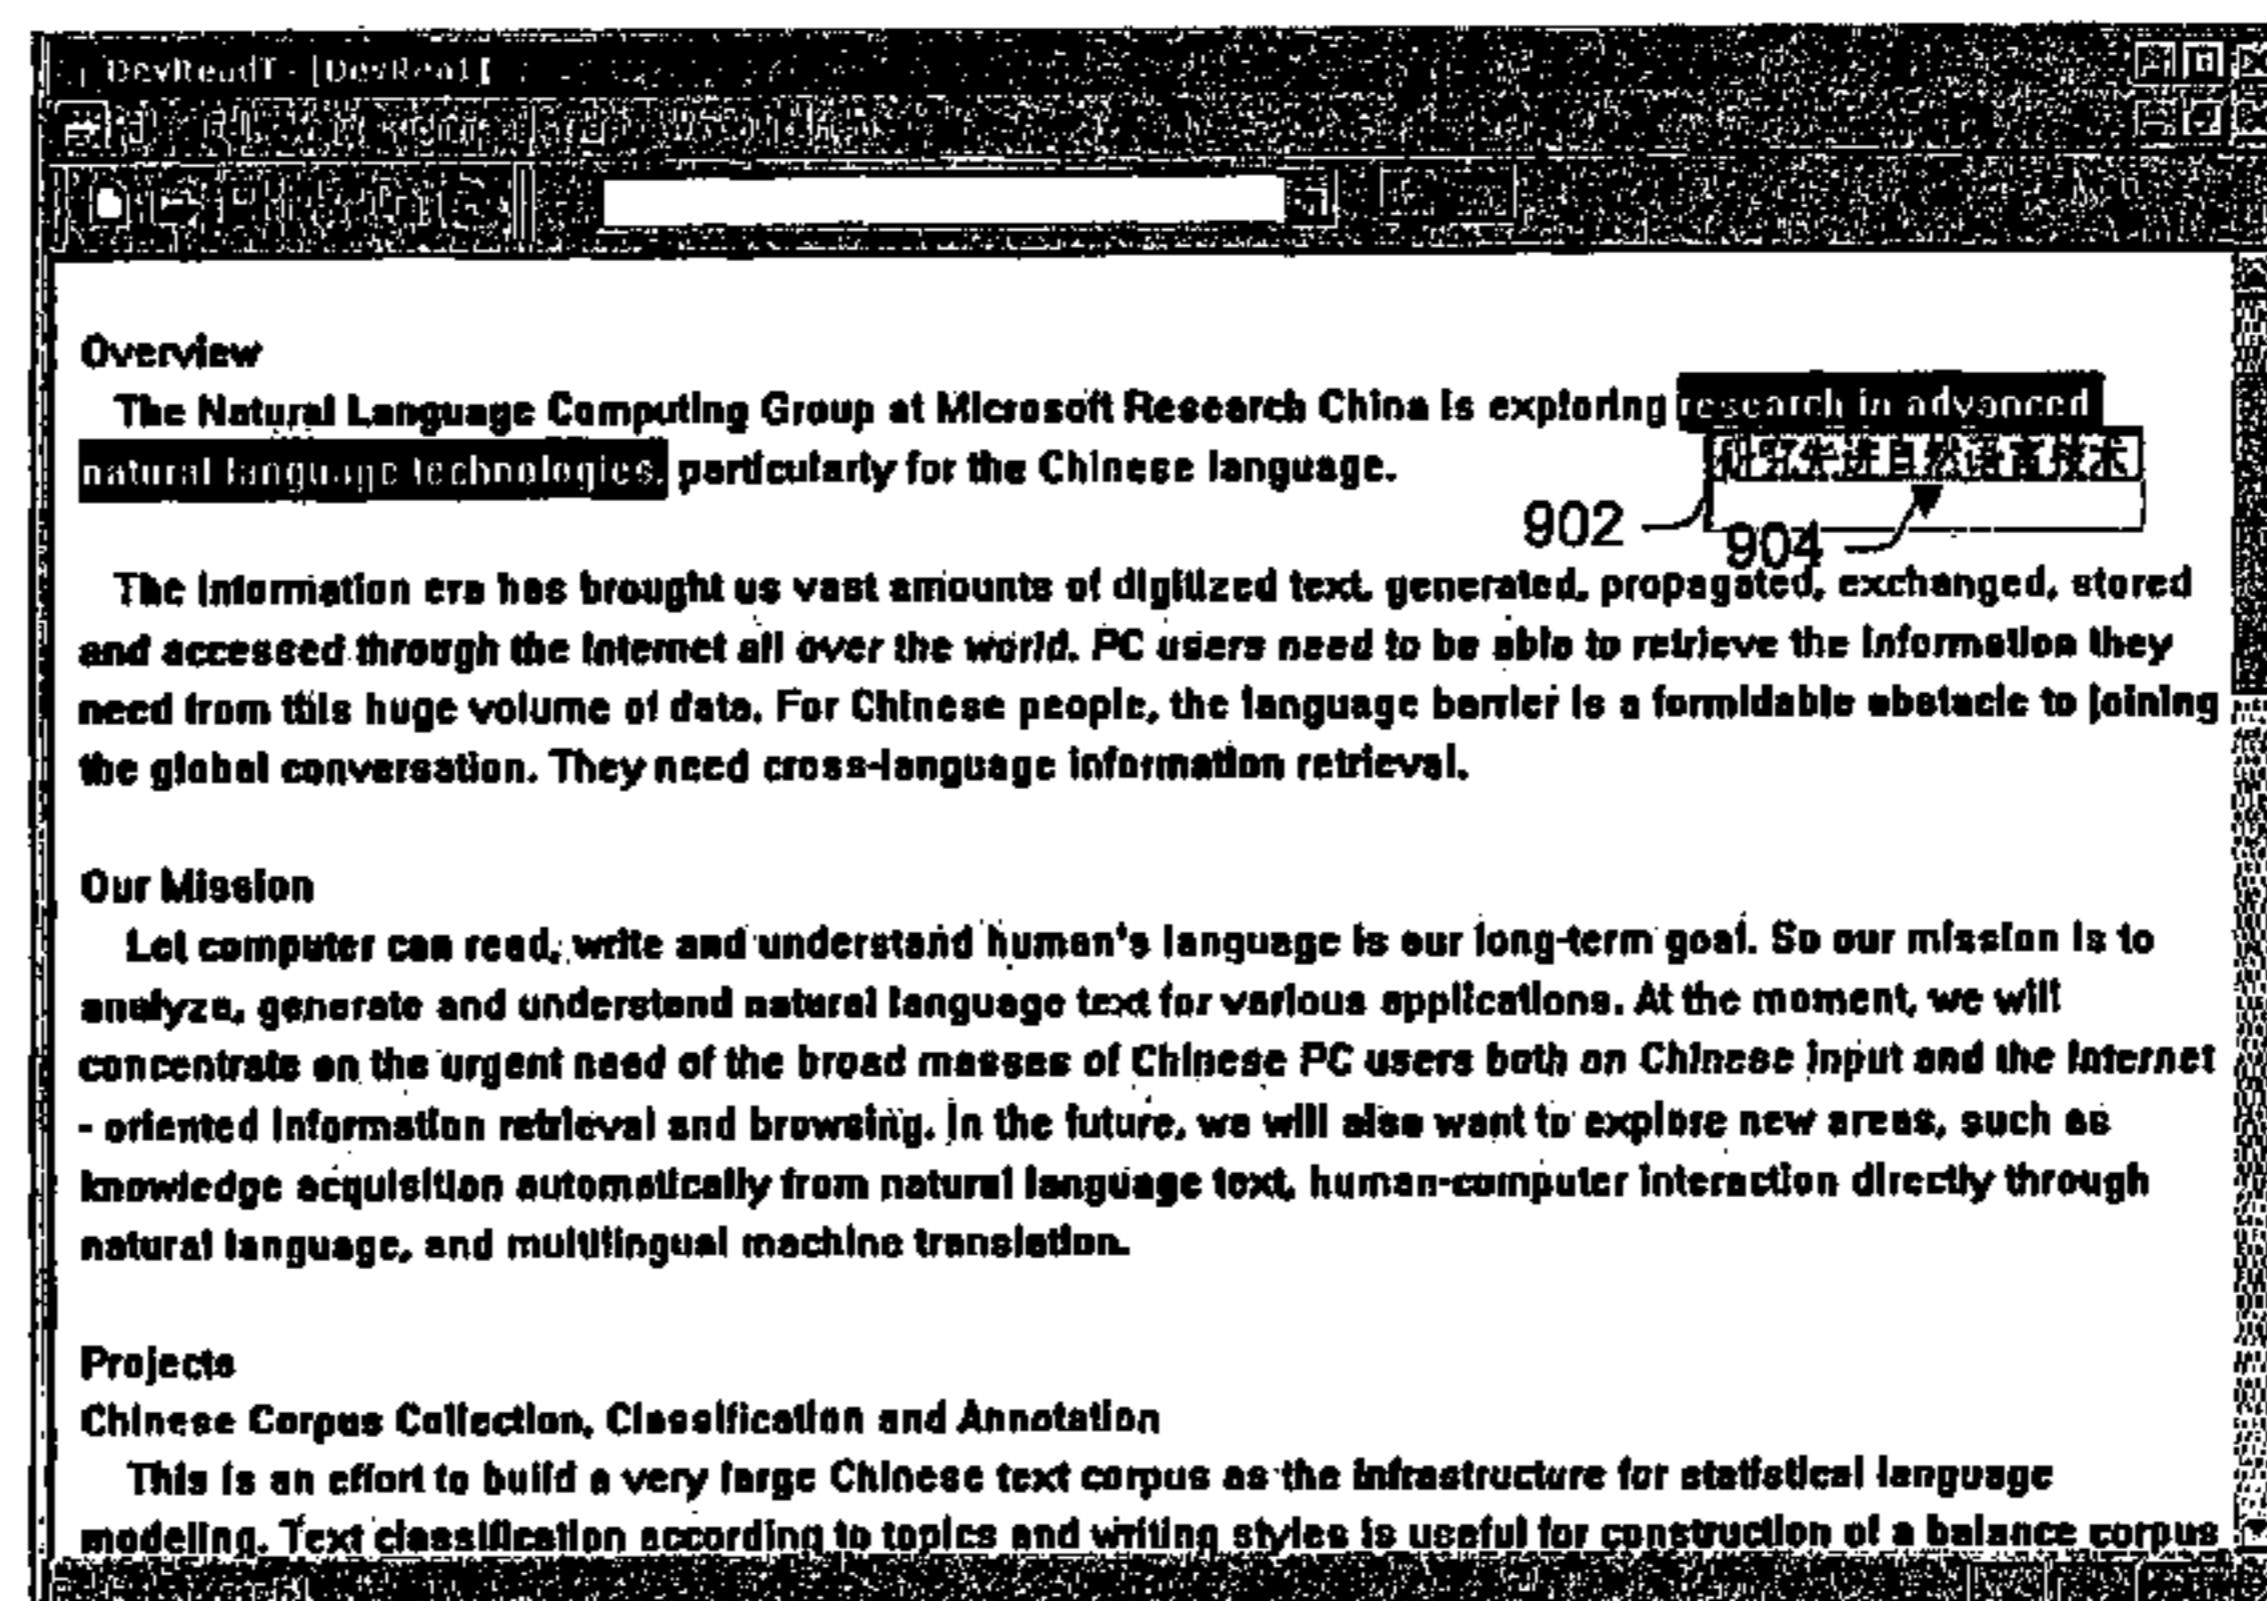 Overview
The Natural Language Computing Group at Microsoft Research China is exploring research in advanced
natural language technologies, particularly for the Chinese language.
研究先进自然语言技术
902
904
The information era has brought us vast amounts of digitized text, generated, propagated, exchanged, stored
and accessed through the Internet all over the world. PC users need to be able to retrieve the information they
need from this huge volume of data. For Chinese people, the language barrier is a formidable obstacle to joining
the global conversation. They need cross-language information retrieval.
Our Mission
Let computer can read, write and understand human's language is our long-term goal. So our mission is to
analyze, generate and understand natural language text for various applications. At the moment, we will
concentrate on the urgent need of the broad masses of Chinese PC users both on Chinese input and the Internet
- oriented information retrieval and browsing. In the future, we will also want to explore new areas, such as
knowledge acquisition automatically from natural language text, human-computer interaction directly through
natural language, and multilingual machine translation.
Projects
Chinese Corpus Collection, Classification and Annotation
This is an effort to build a very large Chinese text corpus as the infrastructure for statistical language
modeling. Text classification according to topics and writing styles is useful for construction of a balance corpus